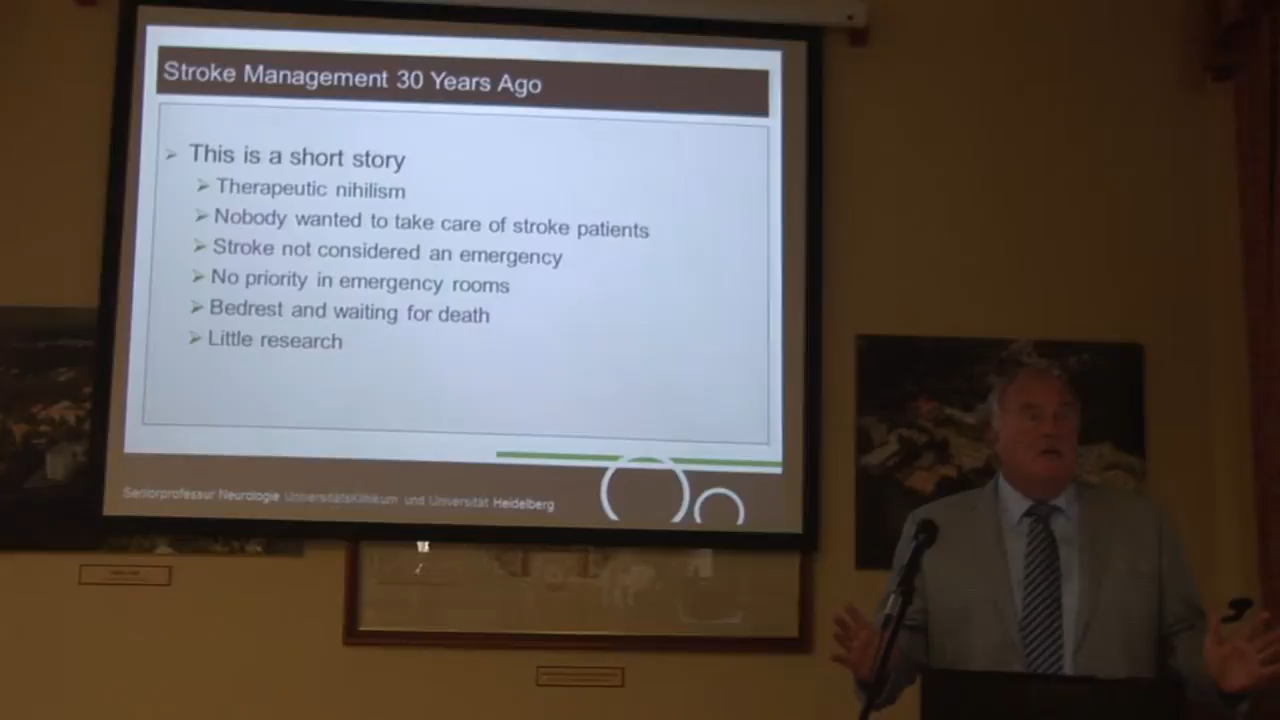 Stroke Management 30 Years Ago
This is a short story
Therapeutic nihilism
Nobody wanted to take care of stroke patients
Stroke not considered an emergency
No priority in emergency rooms
Bedrest and waiting for death
Little research
Seniorprofessur Neurologie UniversitätsKlinikum und Universität Heidelberg